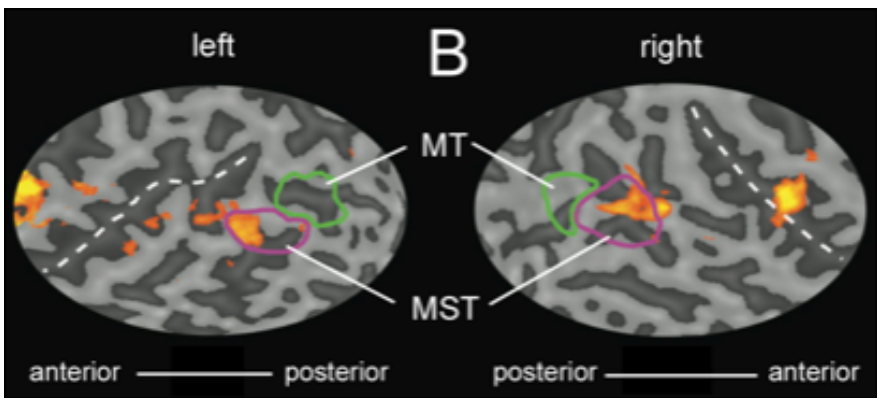 left
B
right
MT
MST
anterior
posterior
posterior
anterior